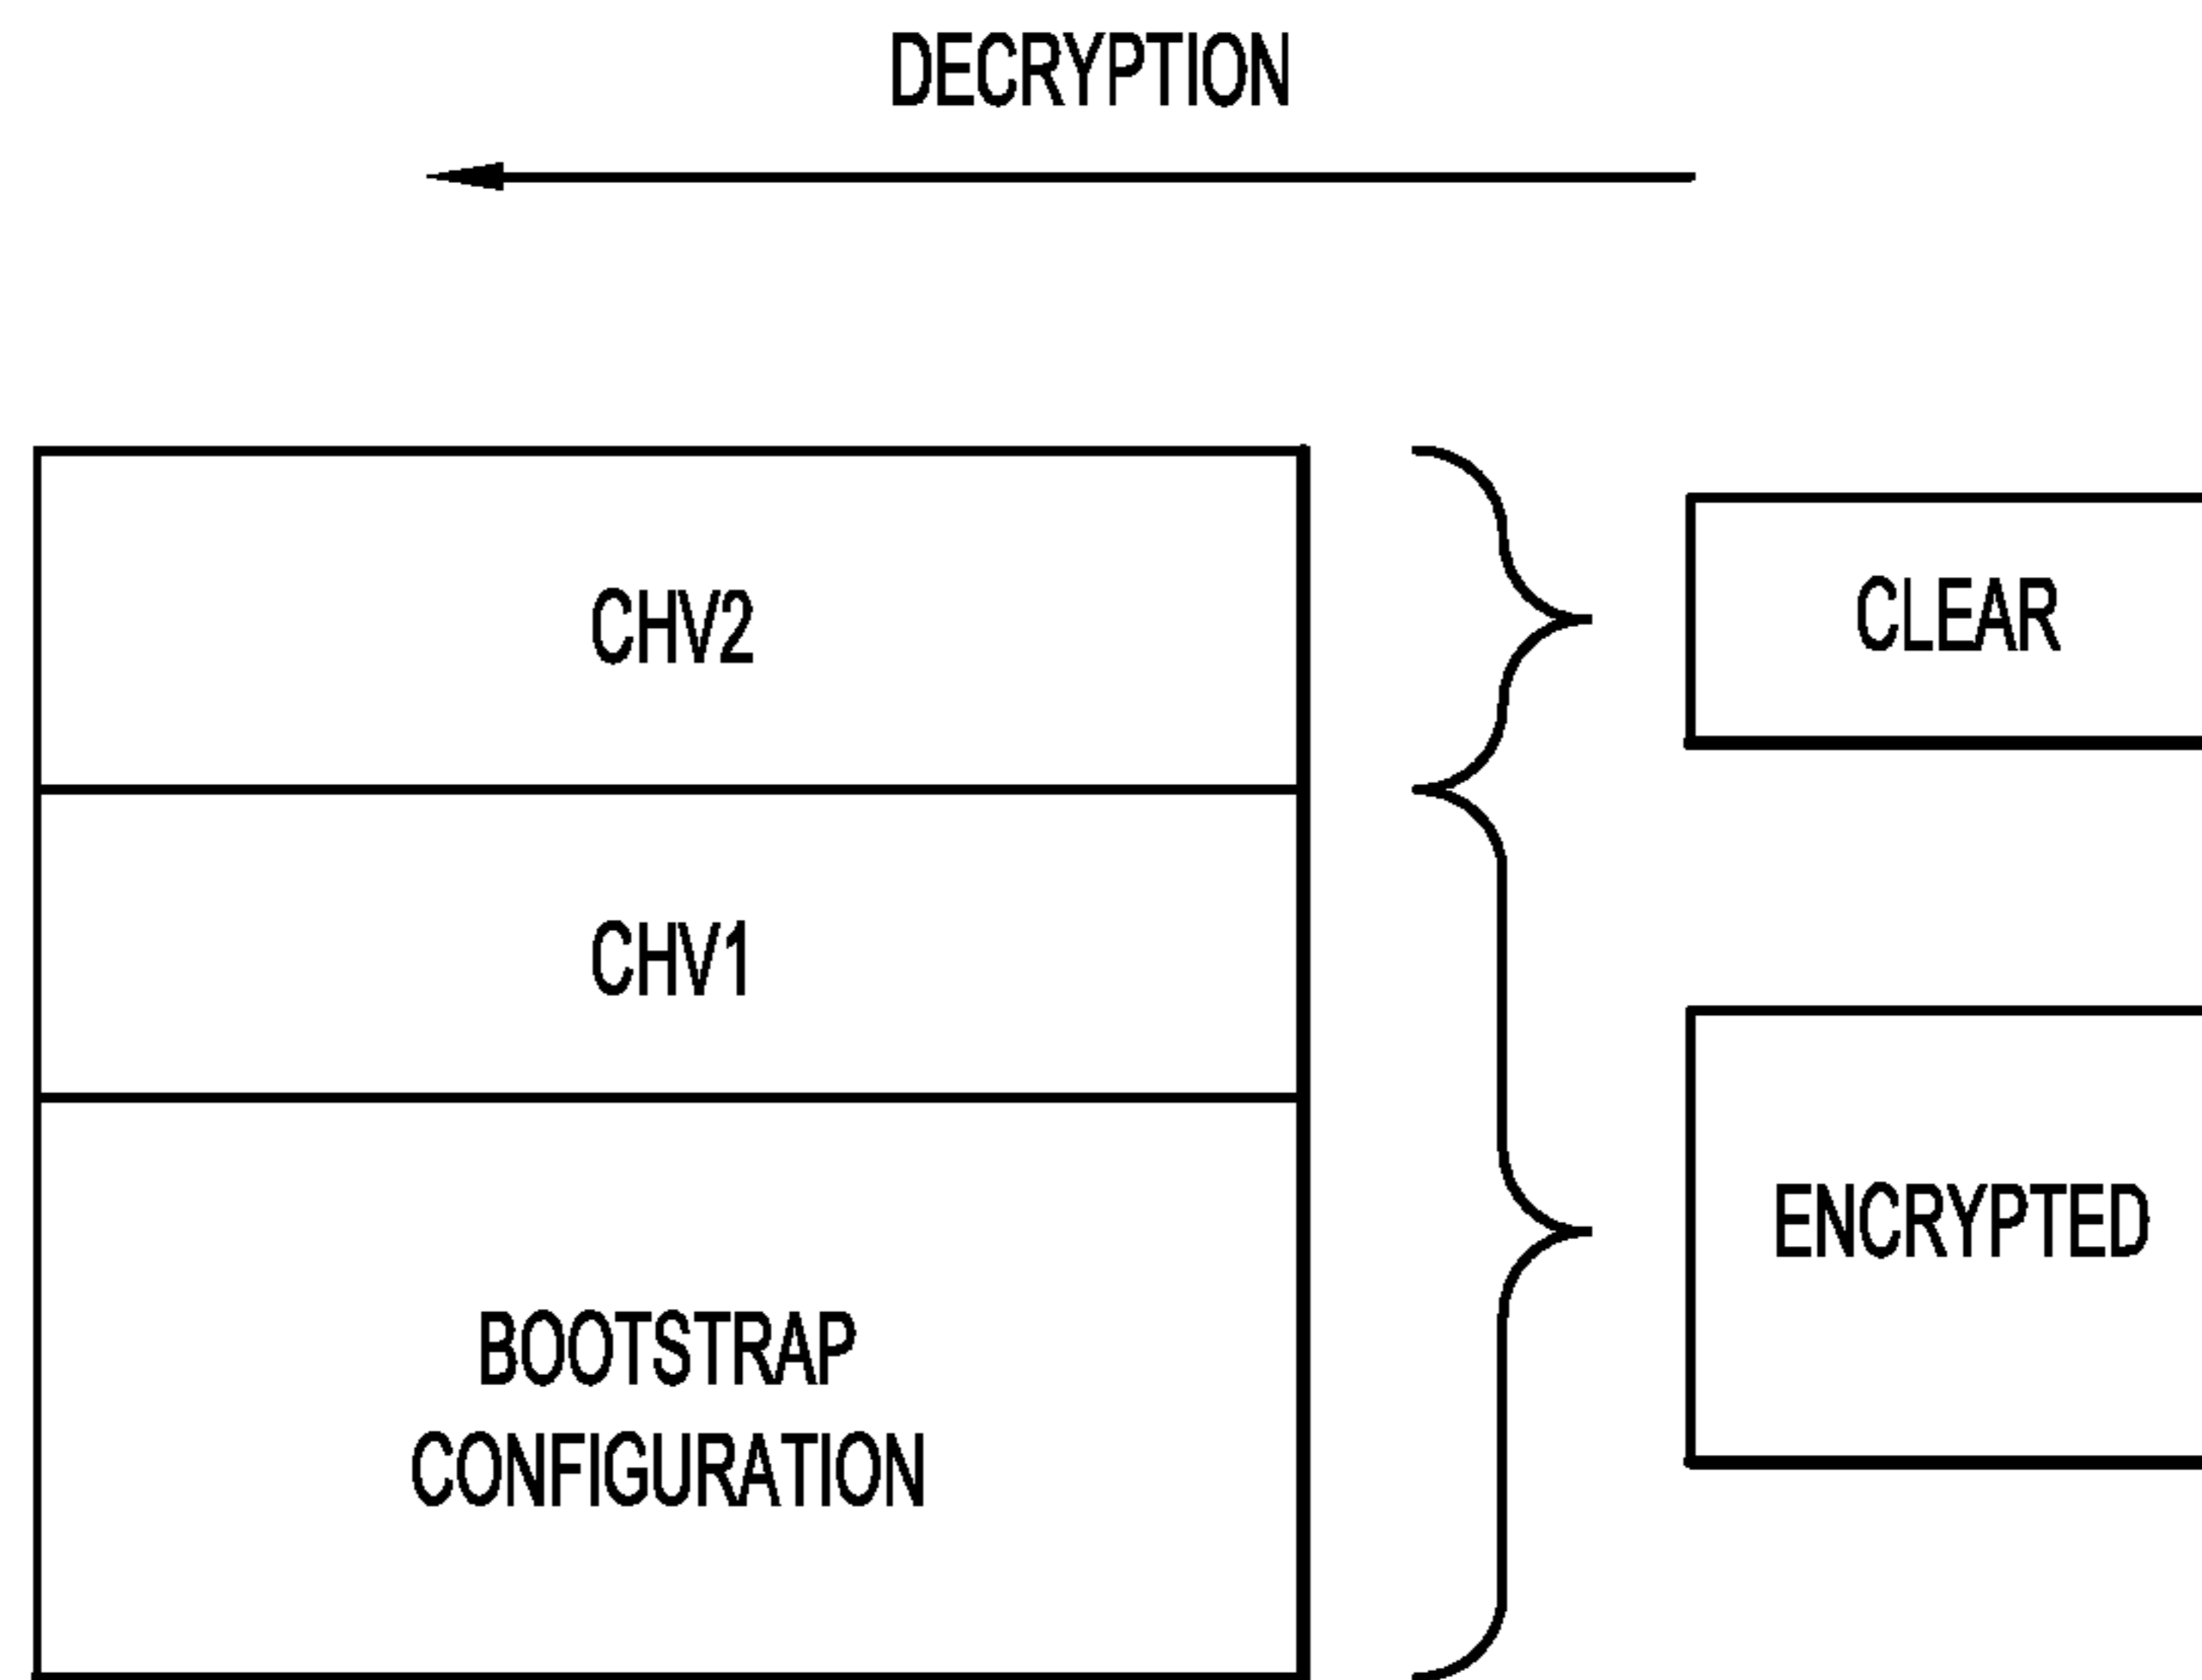 DECRYPTION
CHV2
CLEAR
CHV1
ENCRYPTED
BOOTSTRAP
CONFIGURATION